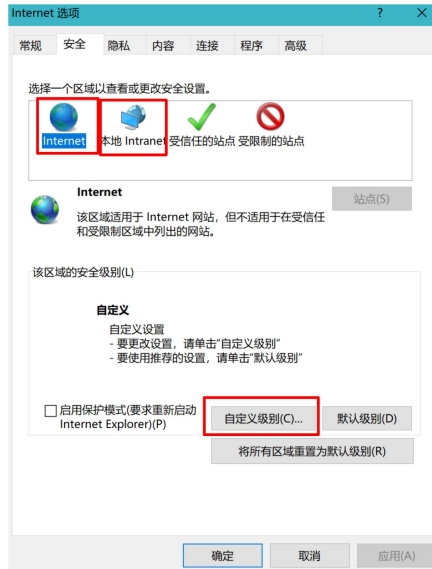 Internet 选项
? ×
常规 安全 隐私 内容 连接 程序 高级
选择一个区域以查看或更改安全设置。
Internet 本地 Intranet 受信任的站点 受限制的站点
Internet
站点(S)
该区域适用于 Internet 网站，但不适用于在受信任
和受限制区域中列出的网站。
该区域的安全级别(L)
自定义
自定义设置
- 要更改设置，请单击"自定义级别"
- 要使用推荐的设置，请单击"默认级别"
启用保护模式(要求重新启动
Internet Explorer)(P)
自定义级别(C)... 默认级别(D)
将所有区域重置为默认级别(R)
确定 取消 应用(A)